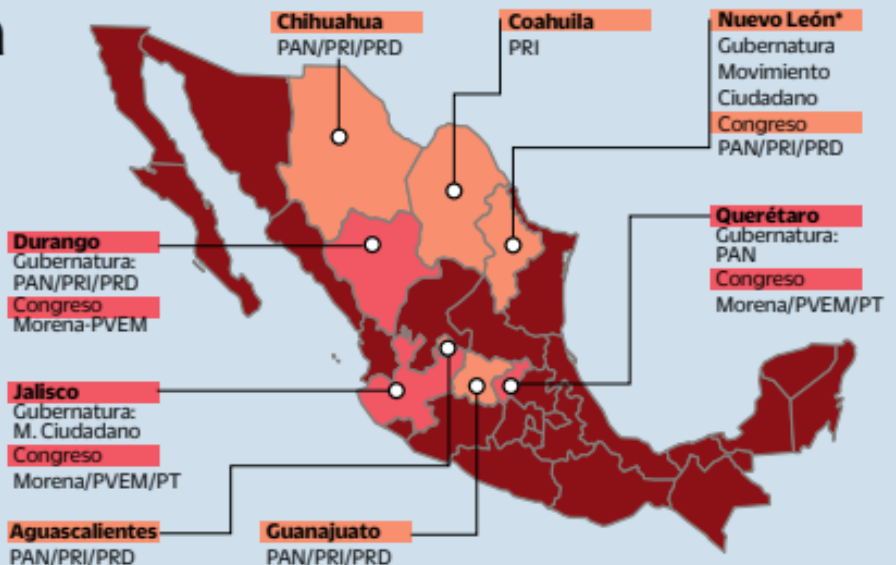 Chihuahua
PAN/PRI/PRD
Coahuila
PRI
Nuevo León*
Gubernatura
Movimiento
Ciudadano
Congreso
PAN/PRI/PRD
Querétaro
Gubernatura:
PAN
Congreso
Morena/PVEM/PT
Durango
Gubernatura:
PAN/PRI/PRD
Congreso
Morena-PVEM
Jalisco
Gubernatura:
M. Ciudadano
Congreso
Morena/PVEM/PT
Aguascalientes
PAN/PRI/PRD
Guanajuato
PAN/PRI/PRD